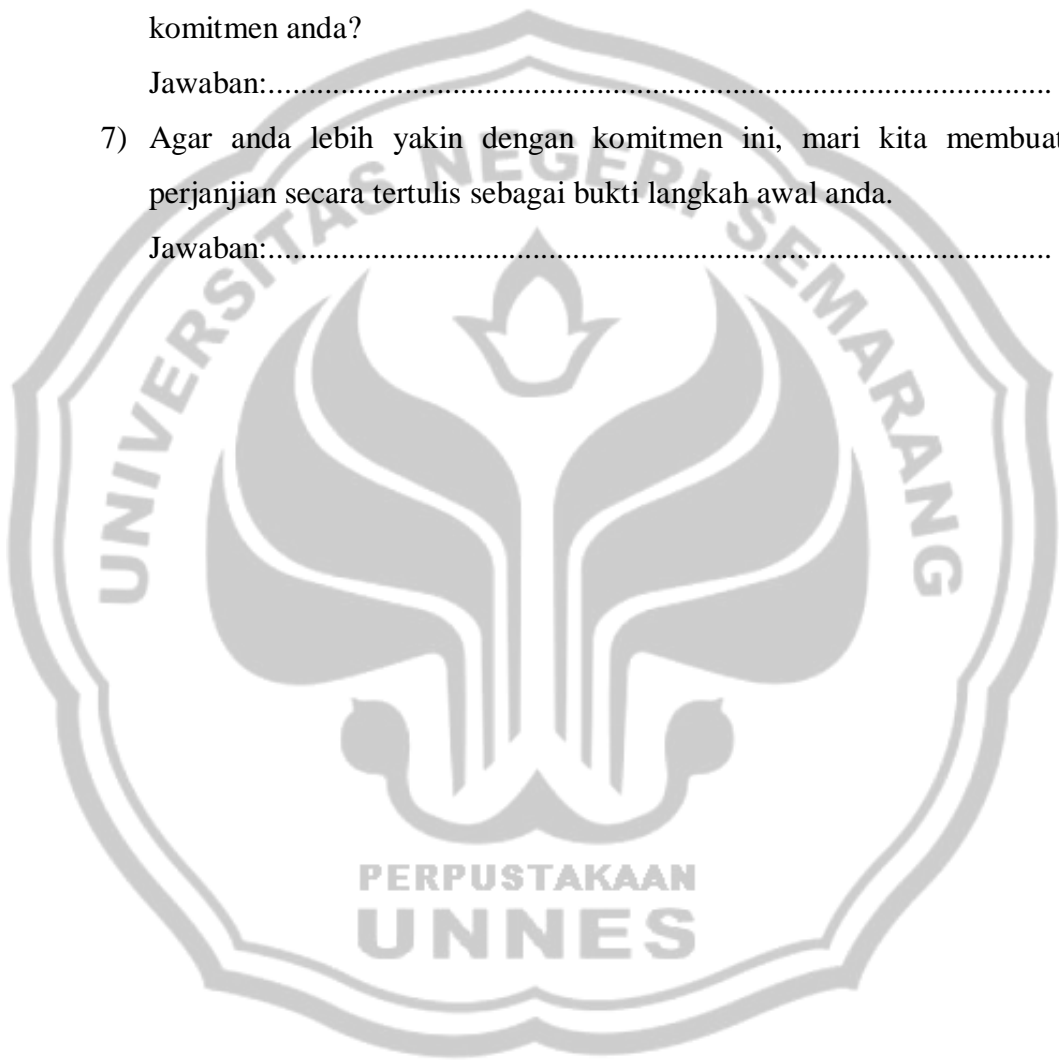 komitmen anda?
Jawaban:.....................................................................................................
7) Agar anda lebih yakin dengan komitmen ini, mari kita membuat
perjanjian secara tertulis sebagai bukti langkah awal anda.
Jawaban:.....................................................................................................
UNIVERSITAS NEGERI SEMARANG
PERPUSTAKAAN
UNNES